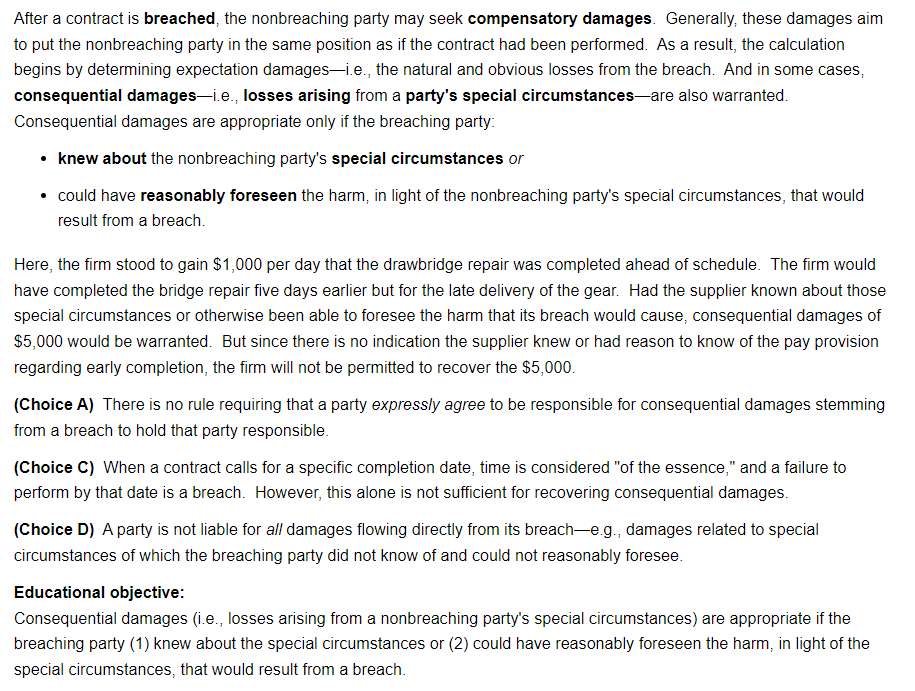 After a contract is breached, the nonbreaching party may seek compensatory damages.  Generally, these damages aim
to put the nonbreaching party in the same position as if the contract had been performed.  As a result, the calculation
begins by determining expectation damages—i.e., the natural and obvious losses from the breach.  And in some cases,
consequential damages—i.e., losses arising from a party's special circumstances—are also warranted.
Consequential damages are appropriate only if the breaching party:
• knew about the nonbreaching party's special circumstances or
• could have reasonably foreseen the harm, in light of the nonbreaching party's special circumstances, that would
result from a breach.
Here, the firm stood to gain $1,000 per day that the drawbridge repair was completed ahead of schedule.  The firm would
have completed the bridge repair five days earlier but for the late delivery of the gear.  Had the supplier known about those
special circumstances or otherwise been able to foresee the harm that its breach would cause, consequential damages of
$5,000 would be warranted.  But since there is no indication the supplier knew or had reason to know of the pay provision
regarding early completion, the firm will not be permitted to recover the $5,000.
(Choice A)  There is no rule requiring that a party expressly agree to be responsible for consequential damages stemming
from a breach to hold that party responsible.
(Choice C)  When a contract calls for a specific completion date, time is considered "of the essence," and a failure to
perform by that date is a breach.  However, this alone is not sufficient for recovering consequential damages.
(Choice D)  A party is not liable for all damages flowing directly from its breach—e.g., damages related to special
circumstances of which the breaching party did not know of and could not reasonably foresee.
Educational objective:
Consequential damages (i.e., losses arising from a nonbreaching party's special circumstances) are appropriate if the
breaching party (1) knew about the special circumstances or (2) could have reasonably foreseen the harm, in light of the
special circumstances, that would result from a breach.